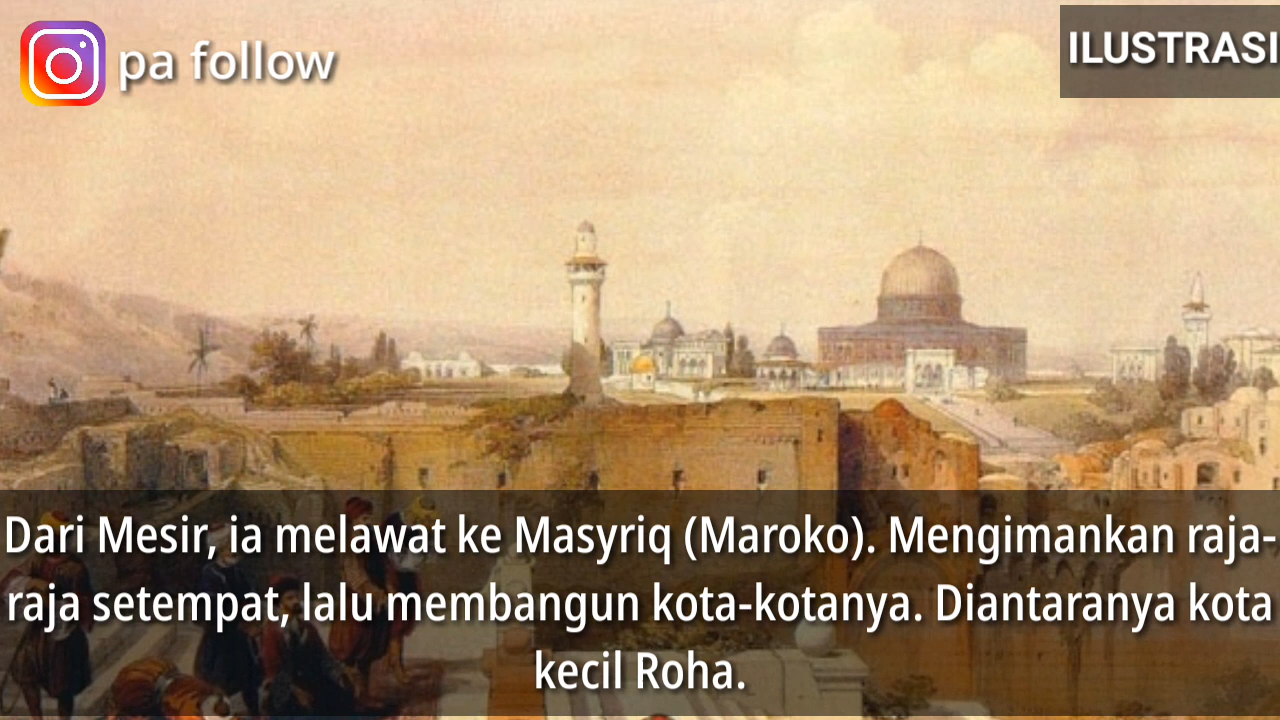 pa follow
ILUSTRASI
Dari Mesir, ia melawat ke Masyriq (Maroko). Mengimankan raja-
raja setempat, lalu membangun kota-kotanya. Diantaranya kota
kecil Roha.